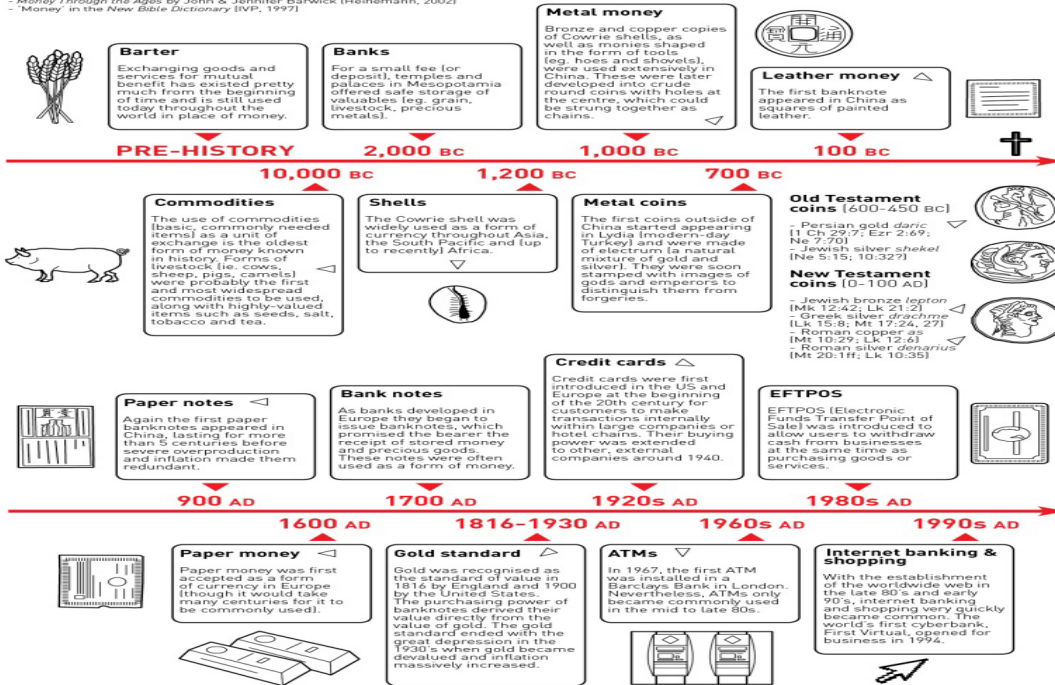 - Money Through the Ages by John & Jennifer Barwick (Heinemann, 2002)
- 'Money' in the New Bible Dictionary (IVP, 1997)
Barter
Exchanging goods and
services for mutual
benefit has existed pretty
much from the beginning
of time and is still used
today throughout the
world in place of money.
Banks
For a small fee (or
deposit), temples and
palaces in Mesopotamia
offered safe storage of
valuables (eg. grain,
livestock, precious
metals).
Metal money
Bronze and copper copies
of Cowrie shells, as
well as monies shaped
in the form of tools
(eg. hoes and shovels),
were used extensively in
China. These were later
developed into crude
round coins with holes at
the centre, which could
be strung together as
chains.
Leather money
The first banknote
appeared in China as
squares of painted
leather.
PRE-HISTORY
2,000 BC
1,000 BC
100 BC
10,000 BC
1,200 BC
700 BC
Commodities
The use of commodities
(basic, commonly needed
items) as a unit of
exchange is the oldest
form of money known
in history. Forms of
livestock (ie. cows,
sheep, pigs, camels)
were probably the first
and most widespread
commodities to be used,
along with highly-valued
items such as seeds, salt,
tobacco and tea.
Shells
The Cowrie shell was
widely used as a form of
currency throughout Asia,
the South Pacific and (up
to recently) Africa.
Metal coins
The first coins outside of
China started appearing
in Lydia (modern-day
Turkey) and were made
of electrum (a natural
mixture of gold and
silver). They were soon
stamped with images of
gods and emperors to
distinguish them from
forgeries.
Old Testament
coins (600-450 BC)
- Persian gold daric
(1 Ch 29:7; Ezr 2:69;
Ne 7:70)
- Jewish silver shekel
(Ne 5:15; 10:32?)
New Testament
coins (0-100 AD)
- Jewish bronze lepton
(Mk 12:42; Lk 21:2)
- Greek silver drachme
(Lk 15:8; Mt 17:24, 27)
- Roman copper as
(Mt 10:29; Lk 12:6)
- Roman silver denarius
(Mt 20:1ff; Lk 10:35)
Paper notes
Again the first paper
banknotes appeared in
China, lasting for more
than 5 centuries before
severe overproduction
and inflation made them
redundant.
Bank notes
As banks developed in
Europe they began to
issue banknotes, which
promised the bearer the
receipt of stored money
and precious goods.
These notes were often
used as a form of money.
Credit cards
Credit cards were first
introduced in the US and
Europe at the beginning
of the 20th century for
customers to make
transactions internally
within large companies or
hotel chains. Their buying
power was extended
to other, external
companies around 1940.
EFTPOS
EFTPOS (Electronic
Funds Transfer Point of
Sale) was introduced to
allow users to withdraw
cash from businesses
at the same time as
purchasing goods or
services.
900 AD
1700 AD
1920s AD
1980s AD
1600 AD
1816-1930 AD
1960s AD
1990s AD
Paper money
Paper money was first
accepted as a form
of currency in Europe
(though it would take
many centuries for it to
be commonly used).
Gold standard
Gold was recognised as
the standard of value in
1816 by England and 1900
by the United States.
The purchasing power of
banknotes derived their
value directly from the
value of gold. The gold
standard ended with the
great depression in the
1930's when gold became
devalued and inflation
massively increased.
ATMs
In 1967, the first ATM
was installed in a
Barclays Bank in London.
Nevertheless, ATMs only
became commonly used
in the mid to late 80s.
Internet banking &
shopping
With the establishment
of the worldwide web in
the late 80's and early
90's, internet banking
and shopping very quickly
became common. The
world's first cyberbank,
First Virtual, opened for
business in 1994.